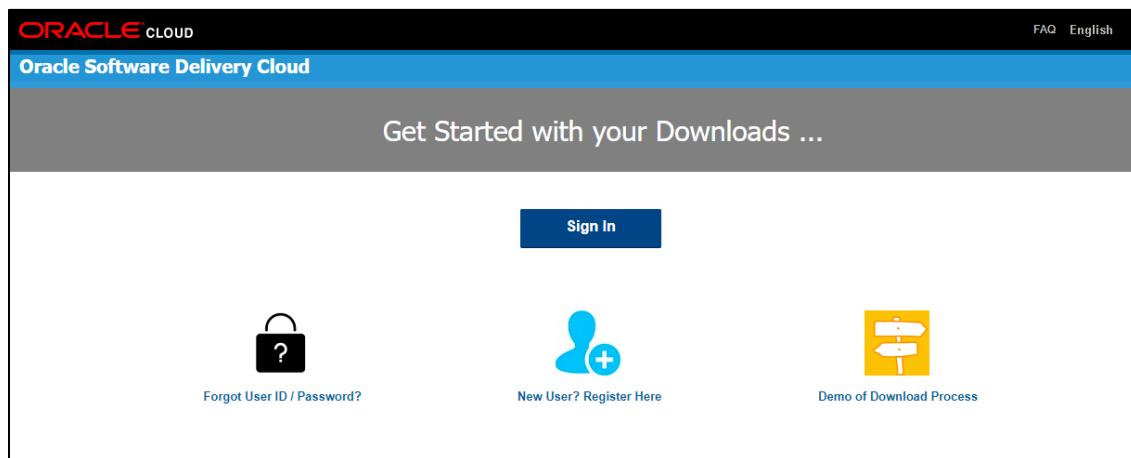 ORACLE CLOUD
FAQ English
Oracle Software Delivery Cloud
Get Started with your Downloads ...
Sign In
?
Forgot User ID / Password?
New User? Register Here
Demo of Download Process